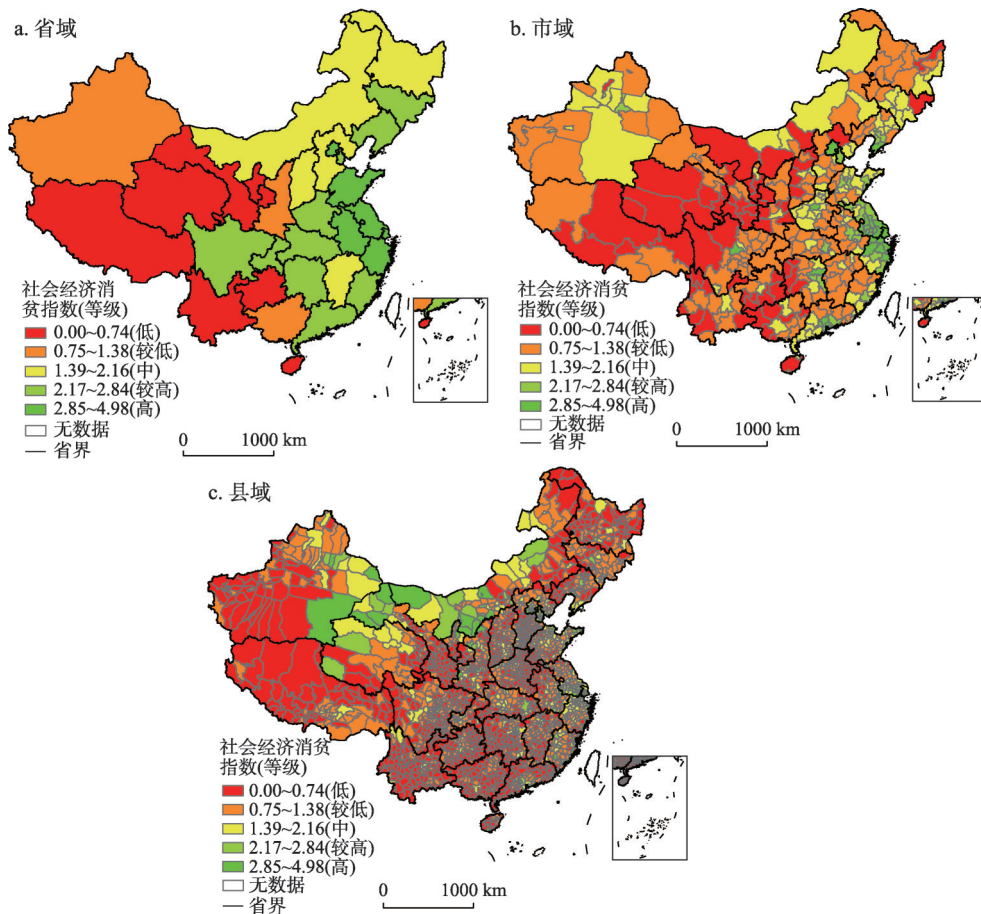 a. 省域
社会经济消
贫指数(等级)
0.00~0.74(低)
0.75~1.38(较低)
1.39~2.16(中)
2.17~2.84(较高)
2.85~4.98(高)
无数据
省界
0 1000 km
b. 市域
社会经济消贫
指数(等级)
0.00~0.74(低)
0.75~1.38(较低)
1.39~2.16(中)
2.17~2.84(较高)
2.85~4.98(高)
无数据
省界
0 1000 km
c. 县域
社会经济消贫
指数(等级)
0.00~0.74(低)
0.75~1.38(较低)
1.39~2.16(中)
2.17~2.84(较高)
2.85~4.98(高)
无数据
省界
0 1000 km